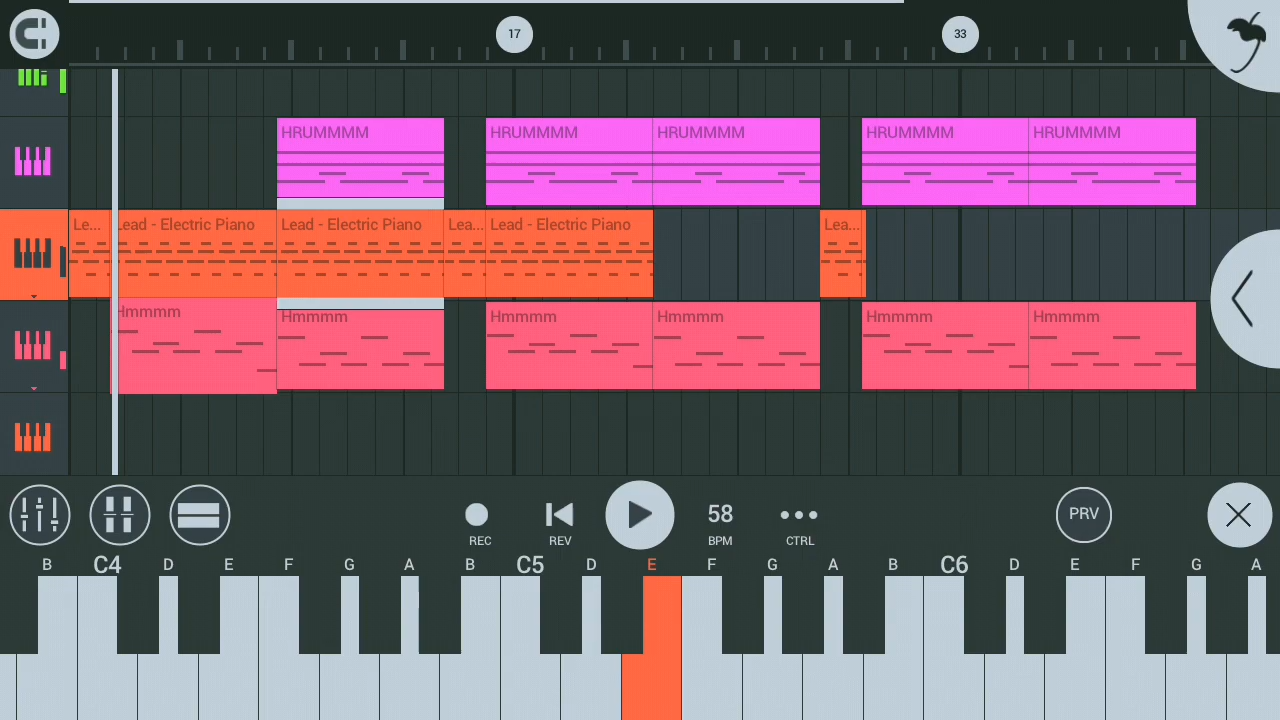 17 33
HRUMMMM HRUMMMM HRUMMMM HRUMMMM HRUMMMM
Le... Lead - Electric Piano Lead - Electric Piano Lea... Lead - Electric Piano Lea...
Hmmmm Hmmmm Hmmmm Hmmmm Hmmmm Hmmmm
58 PRV
REC REV BPM CTRL
B C4 D E F G A B C5 D E F G A B C6 D E F G A